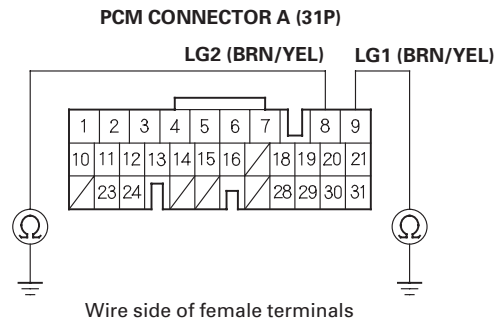 PCM CONNECTOR A (31P)
LG2 (BRN/YEL) LG1 (BRN/YEL)
1 2 3 4 5 6 7 8 9
10 11 12 13 14 15 16 18 19 20 21
23 24 28 29 30 31
Ω Ω
Wire side of female terminals